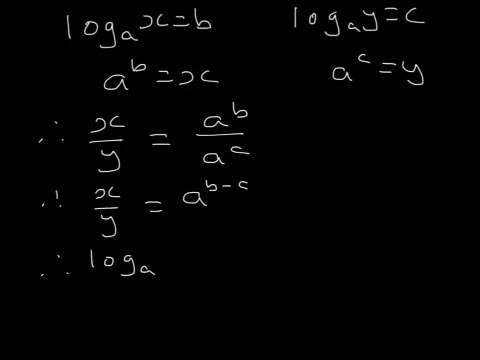 logₐx=b logₐy=c
aᵇ=x aᶜ=y
∴ x/y = aᵇ/aᶜ
∴ x/y = aᵇ⁻ᶜ
∴ logₐ